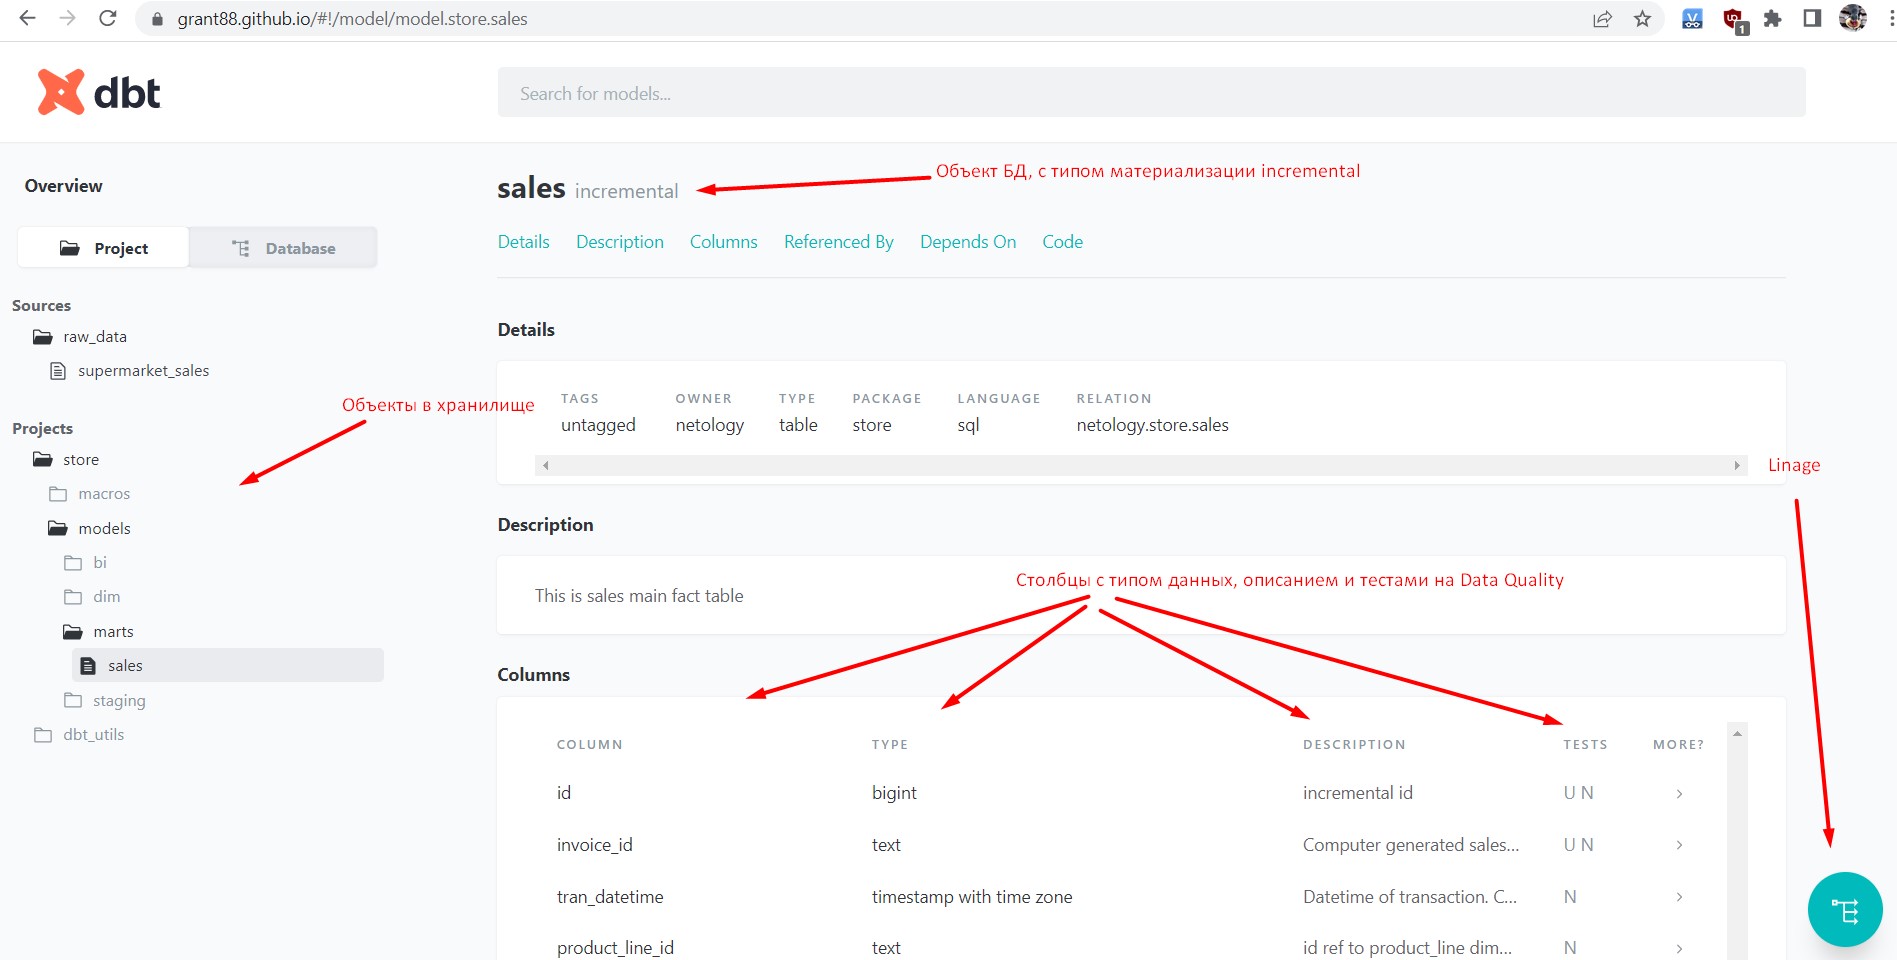 grant88.github.io/#!/model/model.store.sales
1
dbt
Search for models...
Overview
Project
Database
Sources
raw_data
supermarket_sales
Объекты в хранилище
Projects
store
macros
models
bi
dim
marts
sales
staging
dbt_utils
sales incremental
Объект БД, с типом материализации incremental
Details Description Columns Referenced By Depends On Code
Details
TAGS OWNER TYPE PACKAGE LANGUAGE RELATION
untagged netology table store sql netology.store.sales
Linage
Description
Столбцы с типом данных, описанием и тестами на Data Quality
This is sales main fact table
Columns
COLUMN TYPE DESCRIPTION TESTS MORE?
id bigint incremental id U N
invoice_id text Computer generated sales... U N
tran_datetime timestamp with time zone Datetime of transaction. C... N
product_line_id text id ref to product_line dim... N